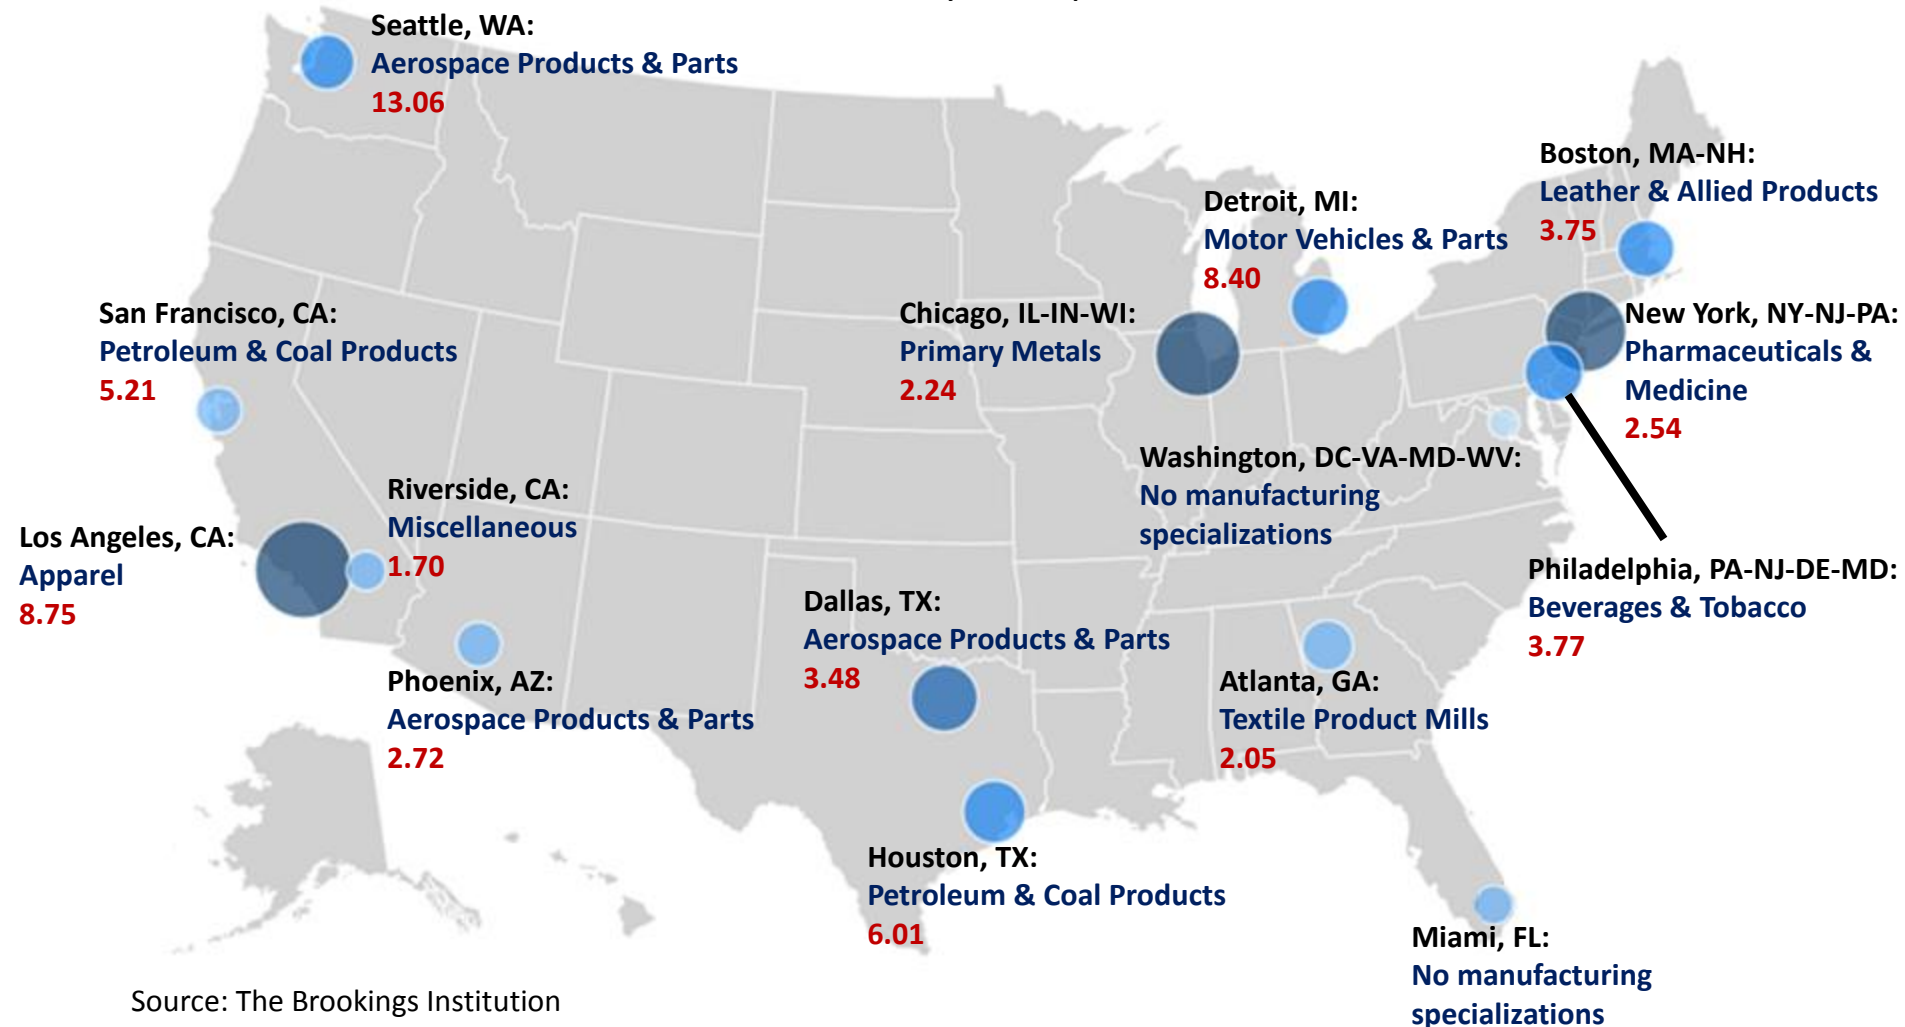 Seattle, WA:
Aerospace Products & Parts
13.06
Boston, MA-NH:
Leather & Allied Products
3.75
Detroit, MI:
Motor Vehicles & Parts
8.40
San Francisco, CA:
Petroleum & Coal Products
5.21
Chicago, IL-IN-WI:
Primary Metals
2.24
New York, NY-NJ-PA:
Pharmaceuticals &
Medicine
2.54
Washington, DC-VA-MD-WV:
No manufacturing
specializations
Riverside, CA:
Miscellaneous
1.70
Los Angeles, CA:
Apparel
8.75
Philadelphia, PA-NJ-DE-MD:
Beverages & Tobacco
3.77
Dallas, TX:
Aerospace Products & Parts
3.48
Phoenix, AZ:
Aerospace Products & Parts
2.72
Atlanta, GA:
Textile Product Mills
2.05
Houston, TX:
Petroleum & Coal Products
6.01
Miami, FL:
No manufacturing
specializations
Source: The Brookings Institution